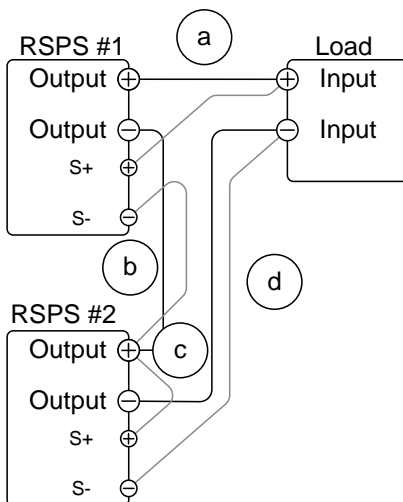 RSPS #1
a
Load
Output +
+ Input
Output −
− Input
S+ +
S- −
b
d
RSPS #2
Output +
c
Output −
S+ +
S- −